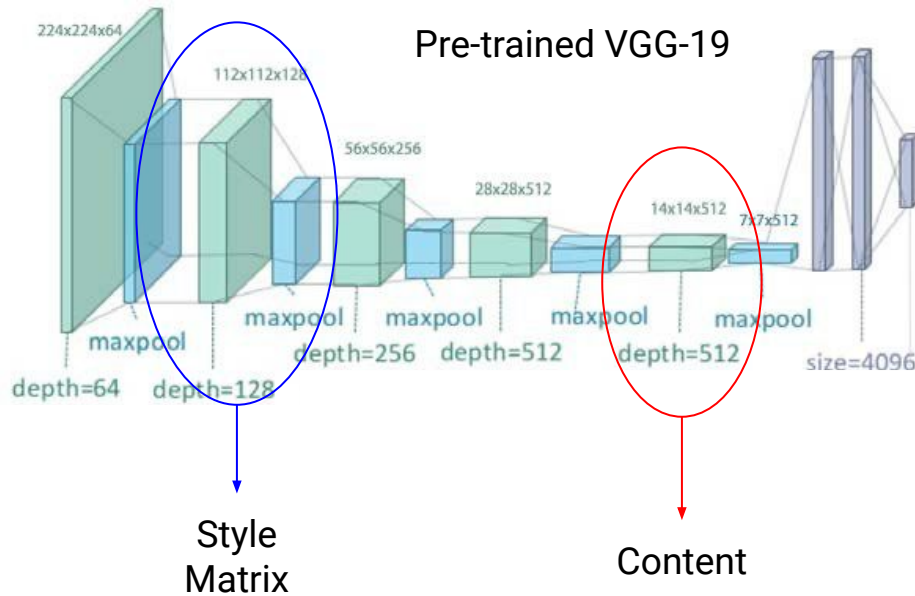 Pre-trained VGG-19
224x224x64
112x112x128
56x56x256
28x28x512
14x14x512
7x7x512
maxpool
maxpool
maxpool
maxpool
maxpool
depth=64
depth=128
depth=256
depth=512
depth=512
size=4096
Style
Matrix
Content